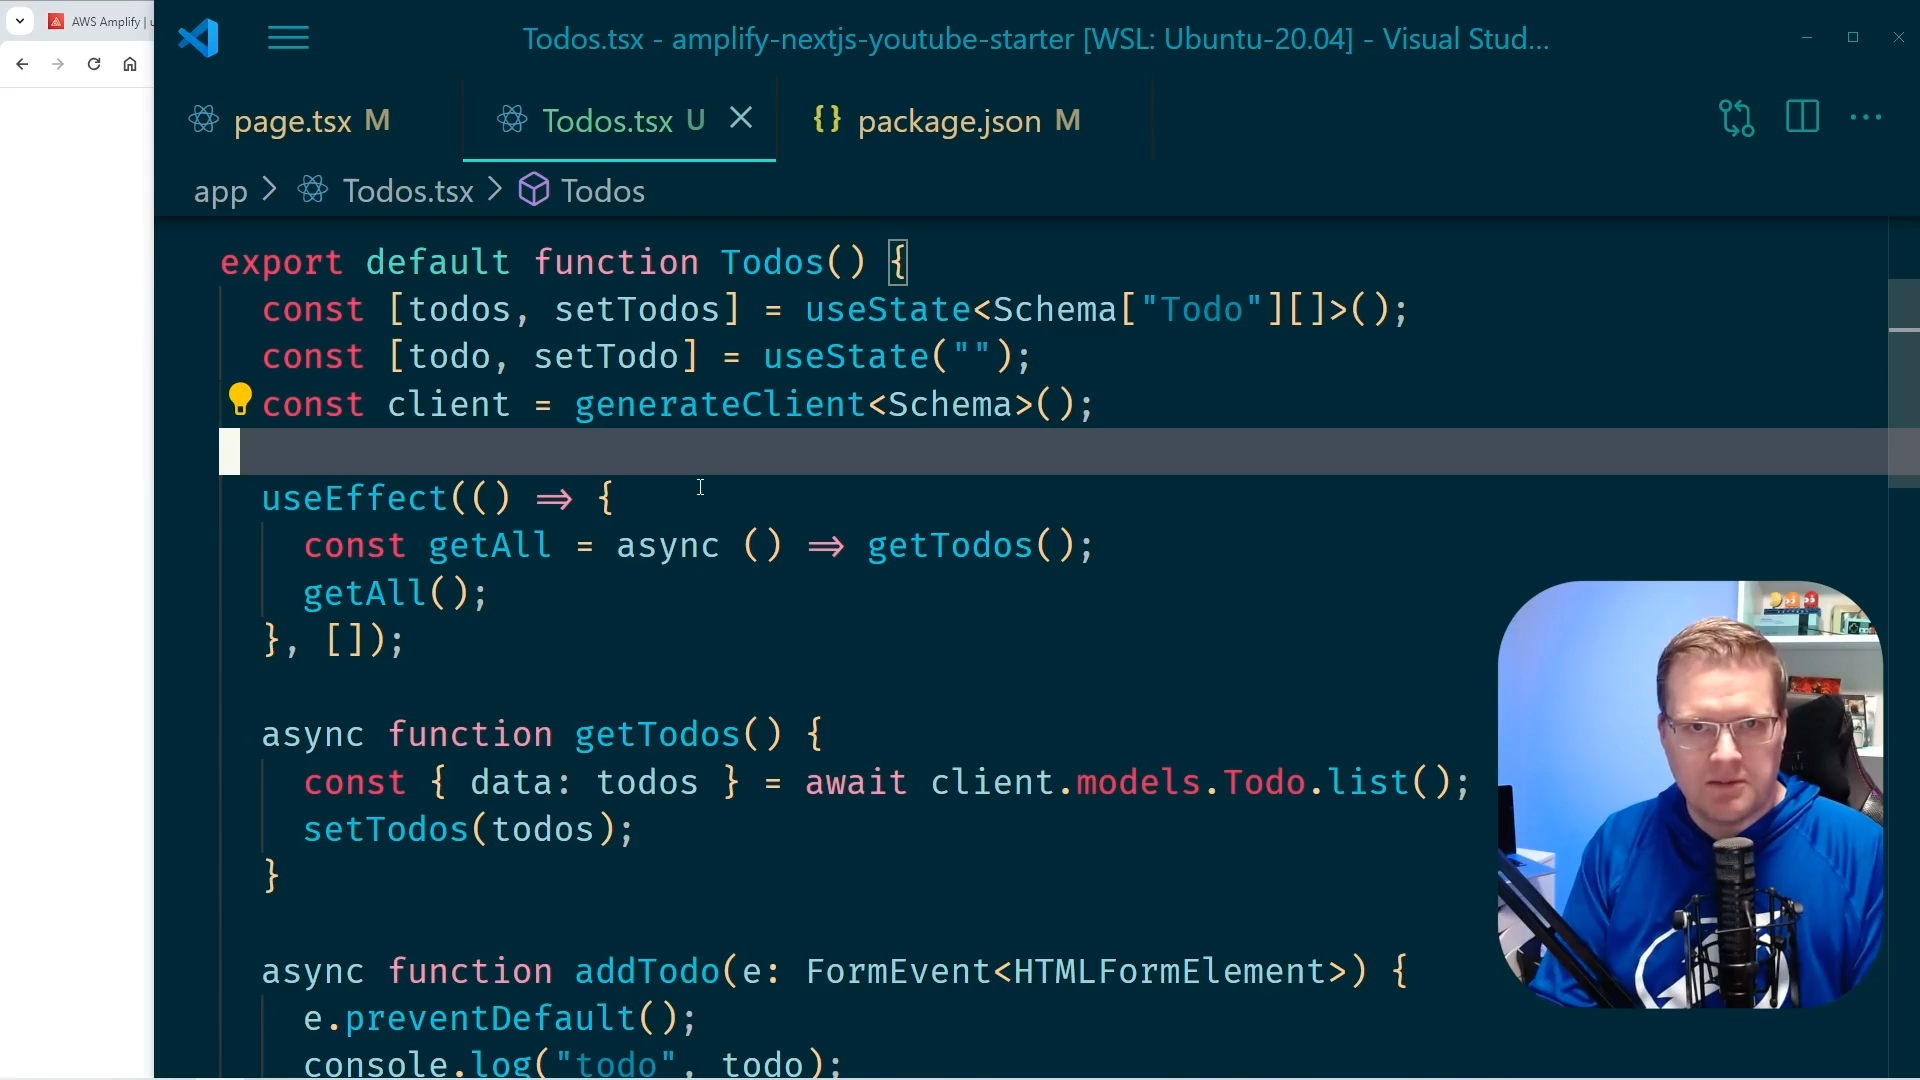 AWS Amplify | u
Todos.tsx - amplify-nextjs-youtube-starter [WSL: Ubuntu-20.04] - Visual Stud...
page.tsx M
Todos.tsx U
{} package.json M
app > Todos.tsx > Todos
export default function Todos() {
const [todos, setTodos] = useState<Schema["Todo"][]>();
const [todo, setTodo] = useState("");
const client = generateClient<Schema>();
useEffect(() => {
const getAll = async () => getTodos();
getAll();
}, []);
async function getTodos() {
const { data: todos } = await client.models.Todo.list();
setTodos(todos);
}
async function addTodo(e: FormEvent<HTMLFormElement>) {
e.preventDefault();
console.log("todo", todo);